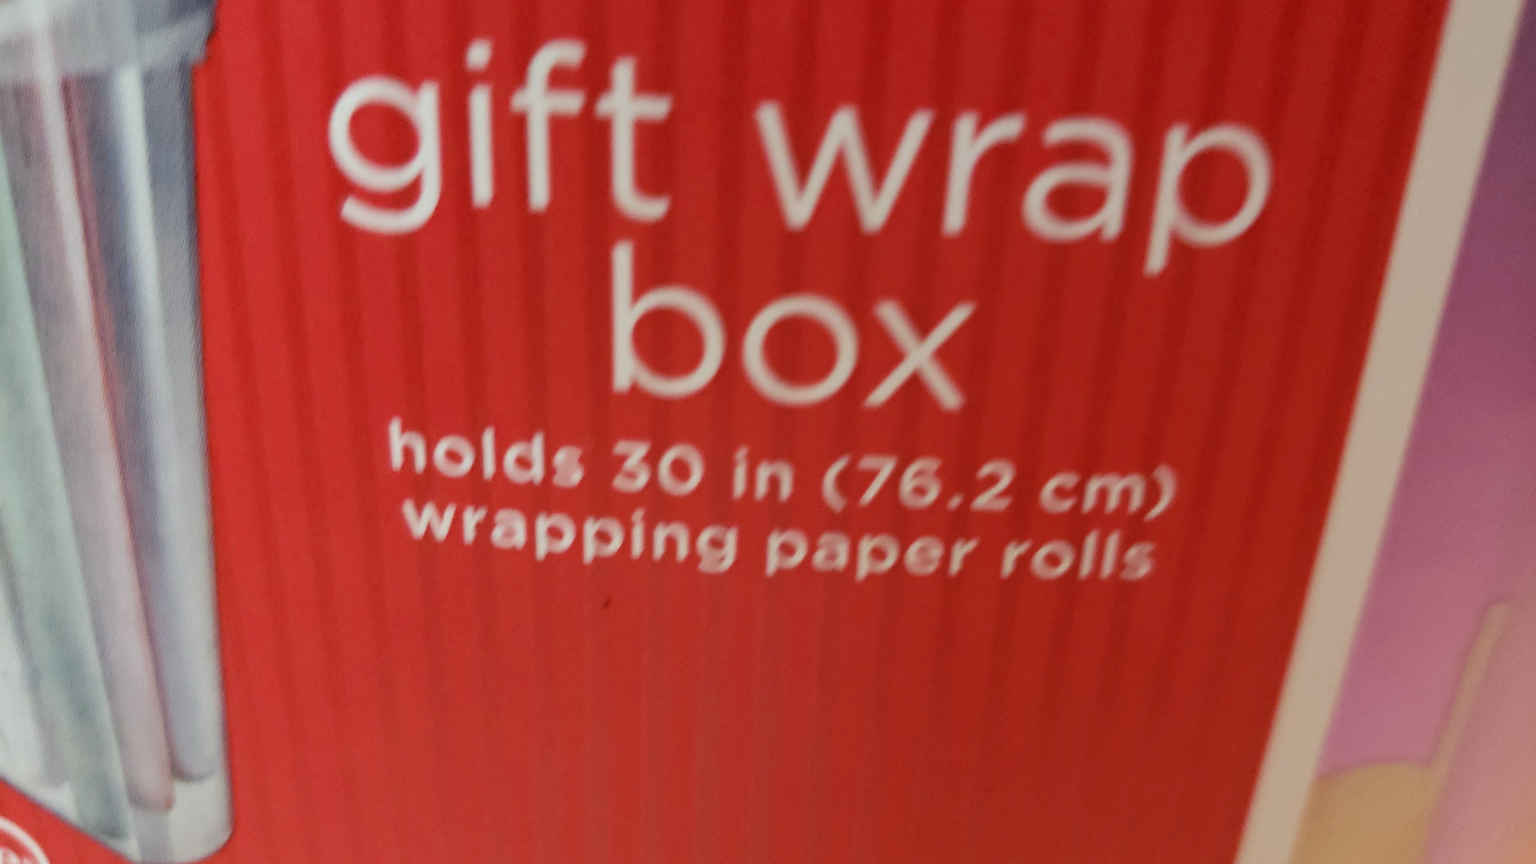 gift wrap
box
holds 30 in (76.2 cm)
wrapping paper rolls